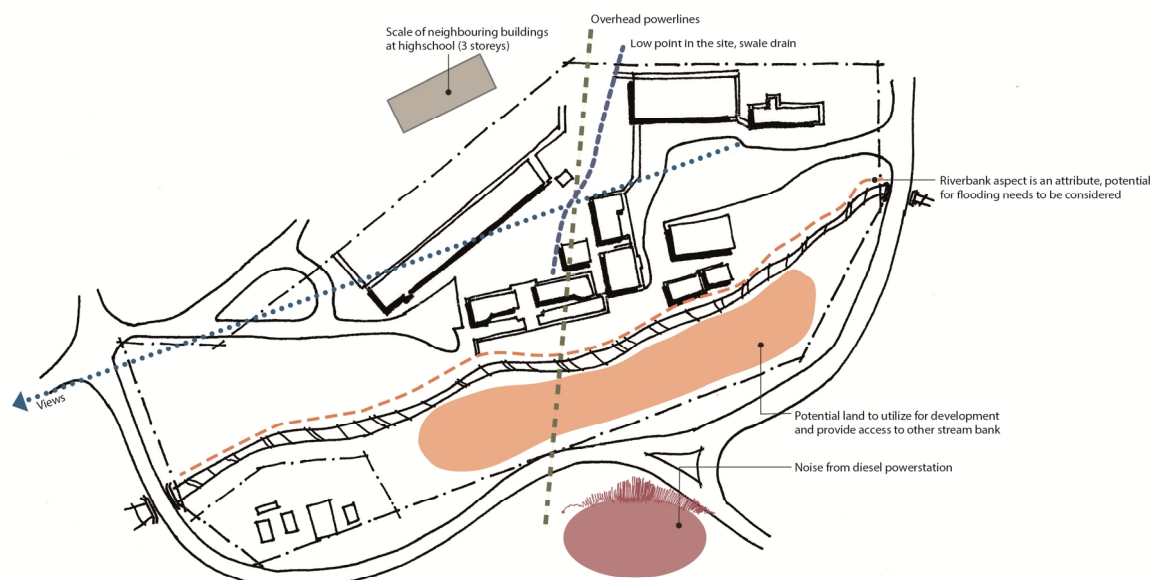 Overhead powerlines
Scale of neighbouring buildings
at highschool (3 storeys)
Low point in the site, swale drain
Riverbank aspect is an attribute, potential
for flooding needs to be considered
Views
Potential land to utilize for development
and provide access to other stream bank
Noise from diesel powerstation